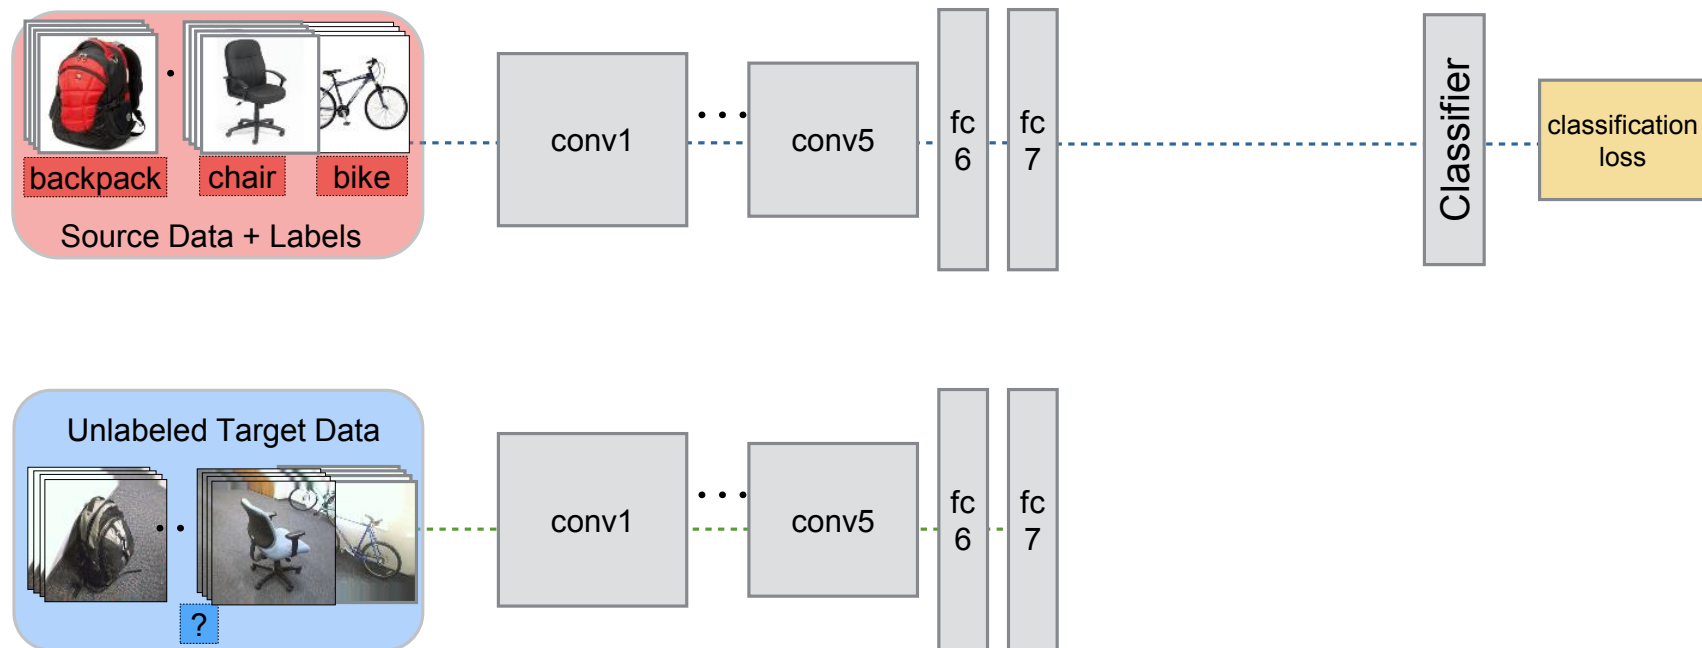 backpack
chair
bike
Source Data + Labels
conv1
...
conv5
fc
6
fc
7
Classifier
classification
loss
Unlabeled Target Data
?
conv1
...
conv5
fc
6
fc
7